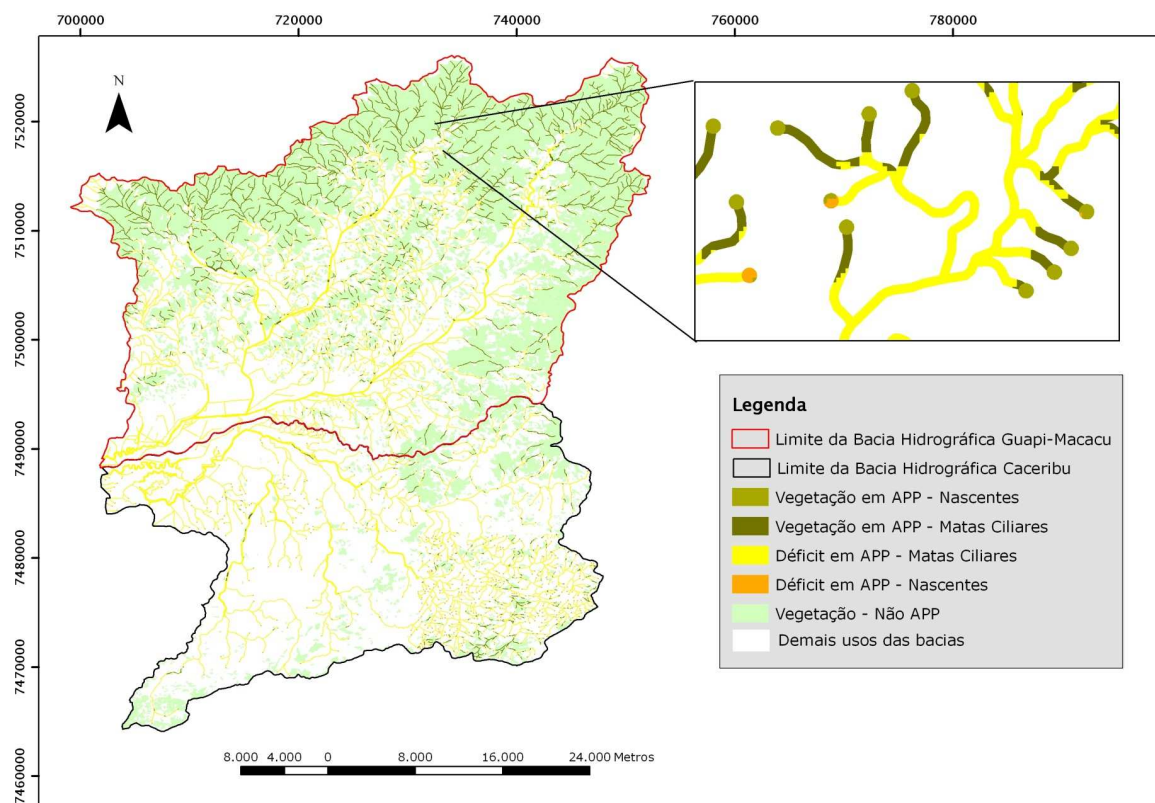 700000
720000
740000
760000
780000
N
7520000
7510000
7500000
7490000
7480000
7470000
7460000
Legenda
Limite da Bacia Hidrográfica Guapi-Macacu
Limite da Bacia Hidrográfica Caceribu
Vegetação em APP - Nascentes
Vegetação em APP - Matas Ciliares
Déficit em APP - Matas Ciliares
Déficit em APP - Nascentes
Vegetação - Não APP
Demais usos das bacias
8.000 4.000 0 8.000 16.000 24.000 Metros